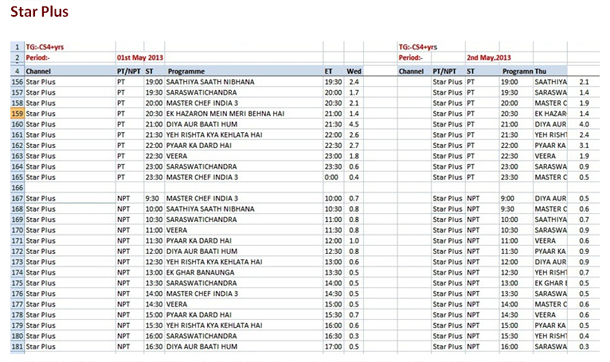 Star Plus
1 TG:-CS4+yrs TG:-CS4+yrs
2 Period:- 01st May 2013 Period:- 2nd May,2013
4 Channel PT/NPT ST Programme ET Wed Channel PT/NPT ST Programn Thu
156 Star Plus PT 19:00 SAATHIYA SAATH NIBHANA 19:30 2.4 Star Plus PT 19:00 SAATHIYA 2.1
157 Star Plus PT 19:30 SARASWATICHANDRA 20:00 1.7 Star Plus PT 19:30 SARASWA 1.4
158 Star Plus PT 20:00 MASTER CHEF INDIA 3 20:30 2.1 Star Plus PT 20:00 MASTER C 1.9
159 Star Plus PT 20:30 EK HAZARON MEIN MERI BEHNA HAI 21:00 1.4 Star Plus PT 20:30 EK HAZAR 1.4
160 Star Plus PT 21:00 DIYA AUR BAATI HUM 21:30 4.5 Star Plus PT 21:00 DIYA AUR 4.0
161 Star Plus PT 21:30 YEH RISHTA KYA KEHLATA HAI 22:00 2.6 Star Plus PT 21:30 YEH RISHT 2.4
162 Star Plus PT 22:00 PYAAR KA DARD HAI 22:30 2.7 Star Plus PT 22:00 PYAAR KA 3.1
163 Star Plus PT 22:30 VEERA 23:00 1.8 Star Plus PT 22:30 VEERA 1.9
164 Star Plus PT 23:00 SARASWATICHANDRA 23:30 0.6 Star Plus PT 23:00 SARASWA 0.9
165 Star Plus PT 23:30 MASTER CHEF INDIA 3 0:00 0.4 Star Plus PT 23:30 MASTER C 0.5
166
167 Star Plus NPT 9:30 MASTER CHEF INDIA 3 10:00 0.7 Star Plus NPT 9:00 DIYA AUR 0.5
168 Star Plus NPT 10:00 SAATHIYA SAATH NIBHANA 10:30 0.8 Star Plus NPT 9:30 MASTER C 0.6
169 Star Plus NPT 10:30 SARASWATICHANDRA 11:00 0.8 Star Plus NPT 10:00 SAATHIYA 0.7
170 Star Plus NPT 11:00 VEERA 11:30 0.8 Star Plus NPT 10:30 SARASWA 0.9
171 Star Plus NPT 11:30 PYAAR KA DARD HAI 12:00 1.0 Star Plus NPT 11:00 VEERA 0.6
172 Star Plus NPT 12:00 DIYA AUR BAATI HUM 12:30 0.8 Star Plus NPT 11:30 PYAAR KA 0.9
173 Star Plus NPT 12:30 YEH RISHTA KYA KEHLATA HAI 13:00 0.6 Star Plus NPT 12:00 DIYA AUR 0.9
175 Star Plus NPT 13:00 EK GHAR BANAUNGA 13:30 0.5 Star Plus NPT 12:30 YEH RISHT 0.7
174 Star Plus NPT 13:30 SARASWATICHANDRA 14:00 0.5 Star Plus NPT 13:00 EK GHAR 0.5
176 Star Plus NPT 14:00 MASTER CHEF INDIA 3 14:30 0.5 Star Plus NPT 13:30 SARASWA 0.5
177 Star Plus NPT 14:30 VEERA 15:00 0.5 Star Plus NPT 14:30 MASTER C 0.6
178 Star Plus NPT 15:00 PYAAR KA DARD HAI 15:30 0.7 Star Plus NPT 14:30 VEERA 0.6
179 Star Plus NPT 15:30 YEH RISHTA KYA KEHLATA HAI 16:00 0.6 Star Plus NPT 15:00 PYAAR KA 0.5
180 Star Plus NPT 16:00 SARASWATICHANDRA 16:30 0.3 Star Plus NPT 15:30 YEH RISHT 0.4
181 Star Plus NPT 16:30 DIYA AUR BAATI HUM 17:00 0.5 Star Plus NPT 16:00 SARASWA 0.3